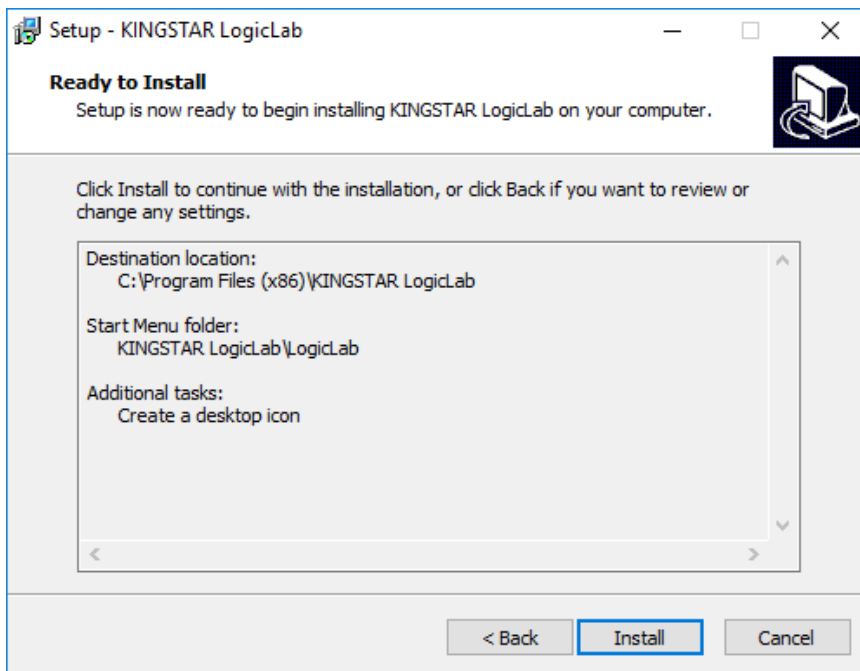 Setup - KINGSTAR LogicLab
Ready to Install
Setup is now ready to begin installing KINGSTAR LogicLab on your computer.
Click Install to continue with the installation, or click Back if you want to review or
change any settings.
Destination location:
C:\Program Files (x86)\KINGSTAR LogicLab
Start Menu folder:
KINGSTAR LogicLab\LogicLab
Additional tasks:
Create a desktop icon
< Back
Install
Cancel